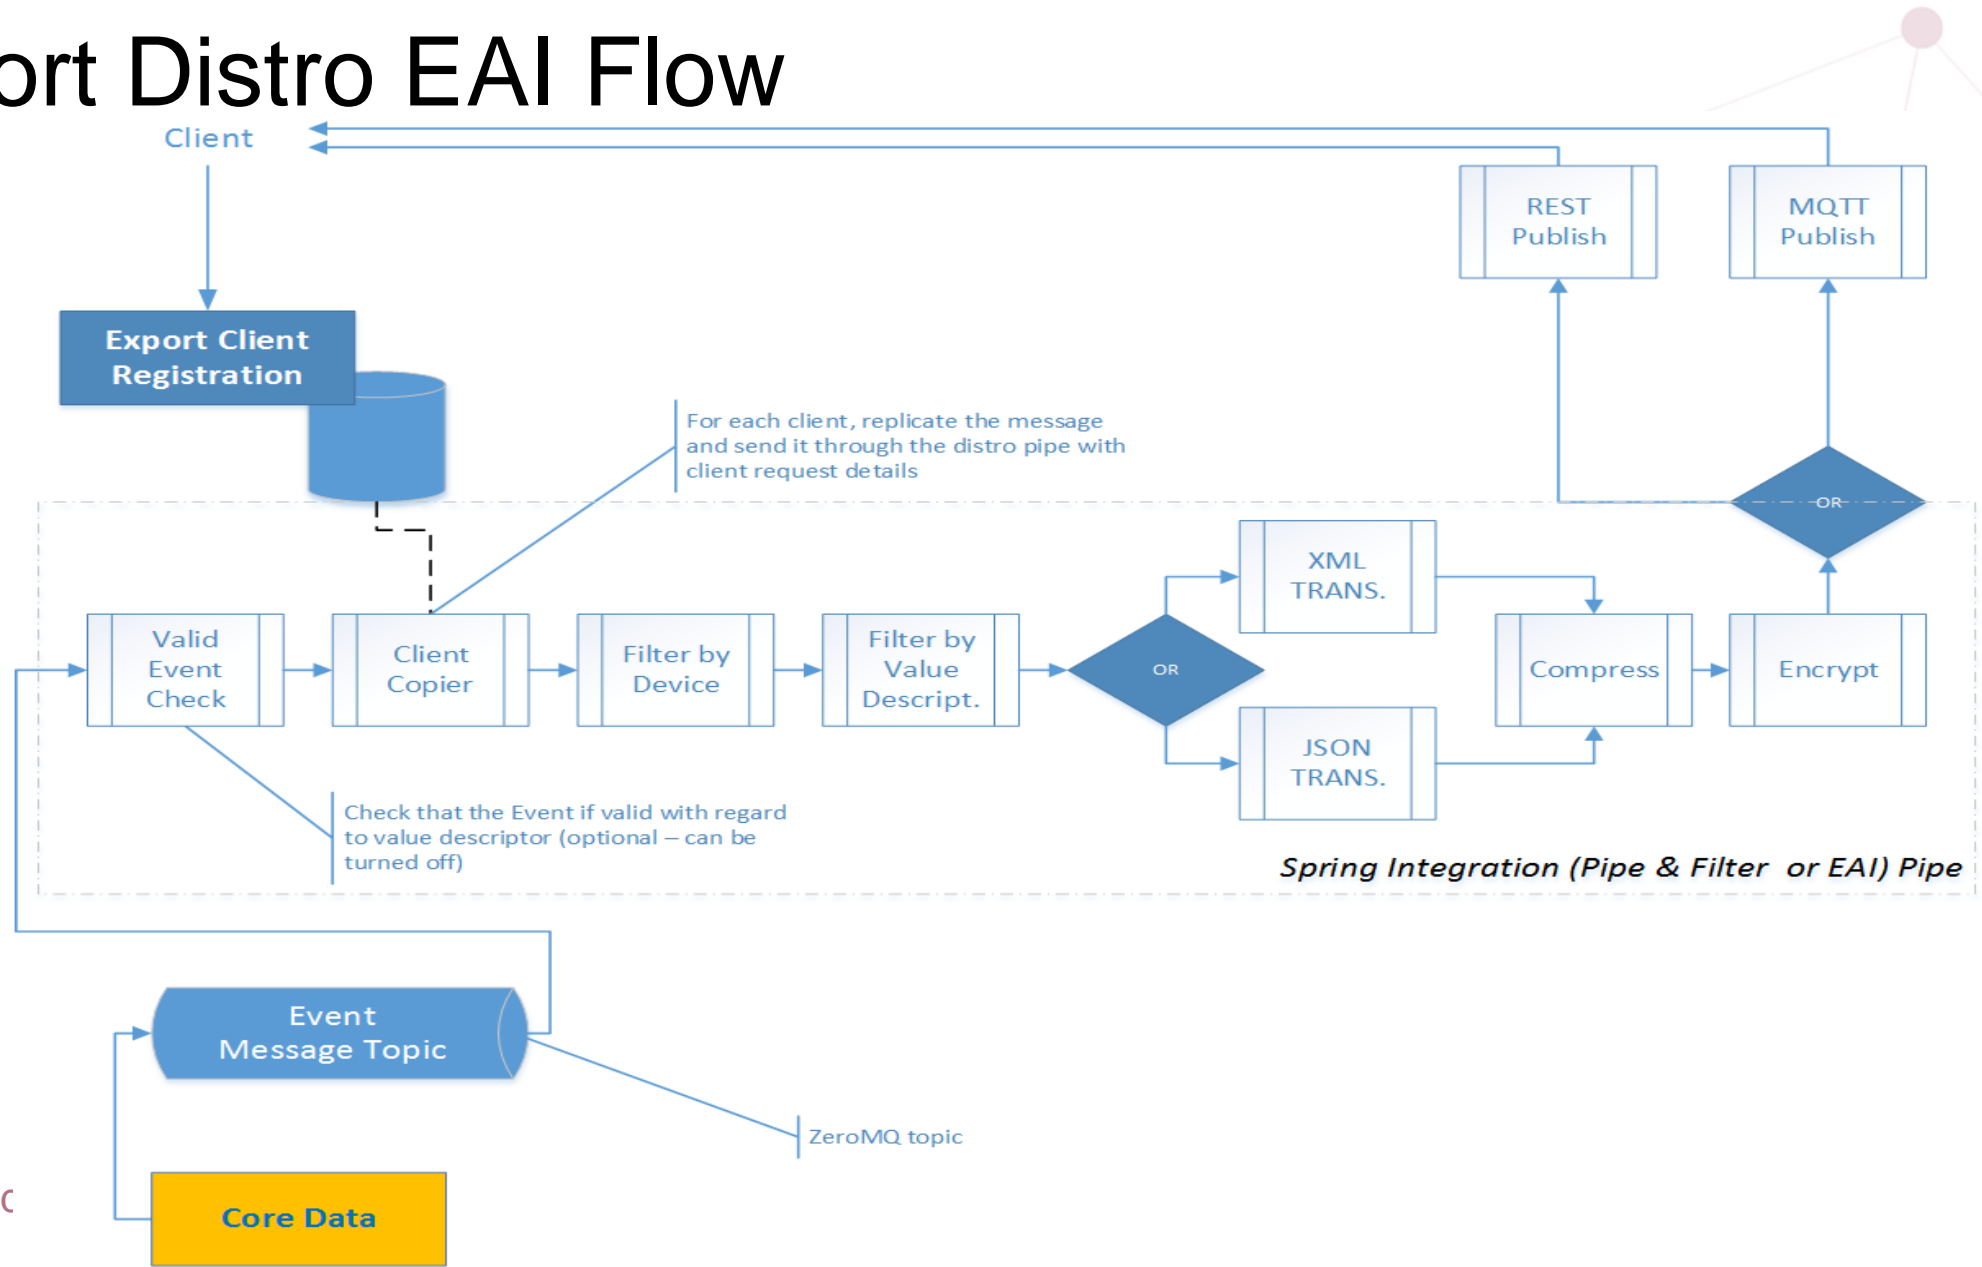 ort Distro EAI Flow
Client
REST
Publish
MQTT
Publish
Export Client
Registration
For each client, replicate the message
and send it through the distro pipe with
client request details
OR
XML
TRANS.
Valid
Event
Check
Client
Copier
Filter by
Device
Filter by
Value
Descript.
OR
Compress
Encrypt
JSON
TRANS.
Check that the Event if valid with regard
to value descriptor (optional – can be
turned off)
Spring Integration (Pipe & Filter or EAI) Pipe
Event
Message Topic
ZeroMQ topic
Core Data